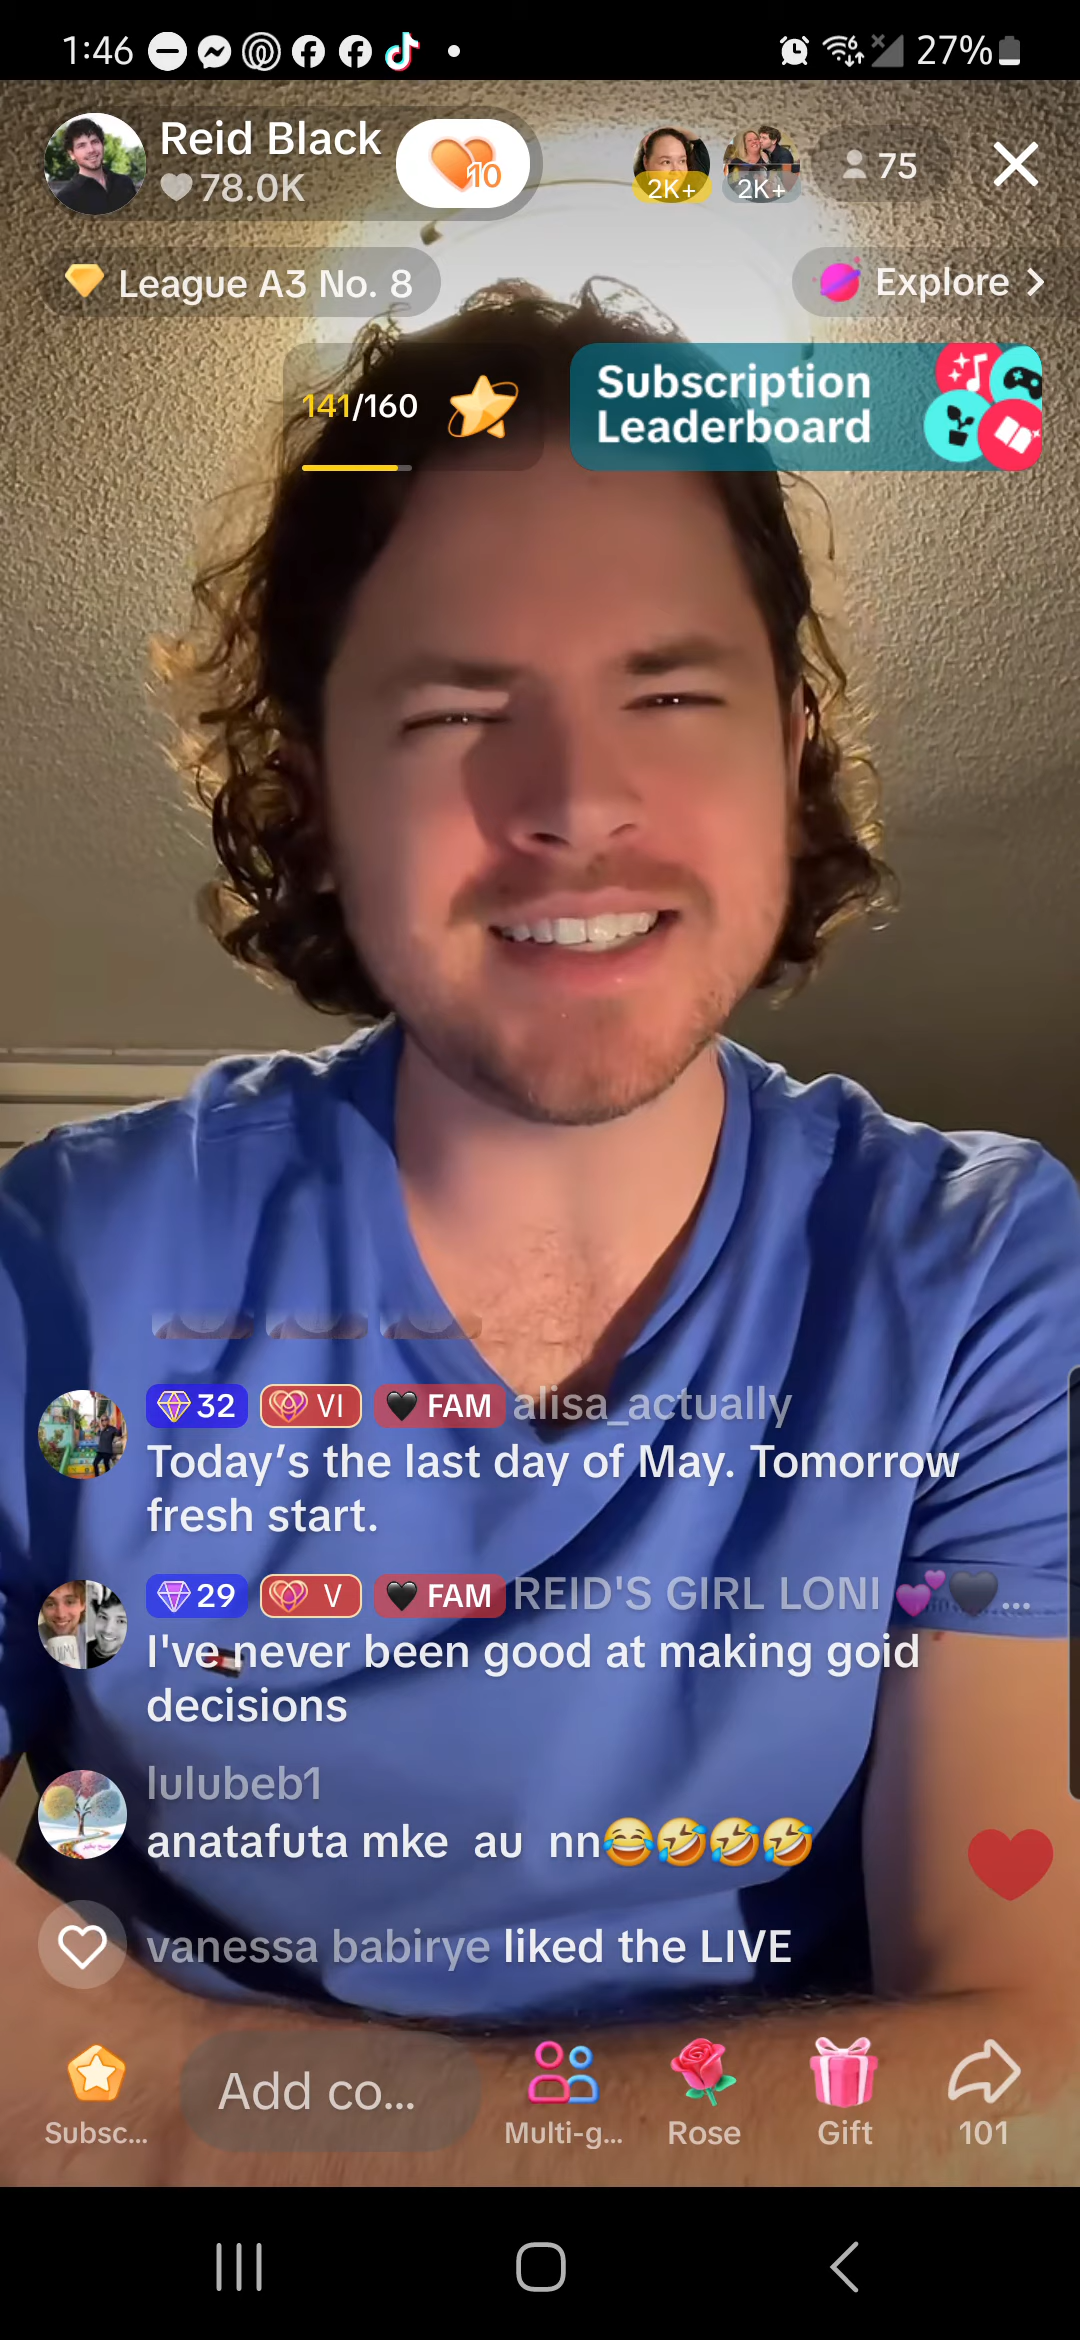 1:46
27%
Reid Black
78.0K
10
2K+
2K+
75
League A3 No. 8
Explore >
141/160
Subscription
Leaderboard
32 VI FAM alisa_actually
Today's the last day of May. Tomorrow
fresh start.
29 V FAM REID'S GIRL LONI 💕🖤...
I've never been good at making goid
decisions
lulubeb1
anatafuta mke au nn😂🤣🤣🤣
vanessa babirye liked the LIVE
Add co...
Subsc...
Multi-g...
Rose
Gift
101